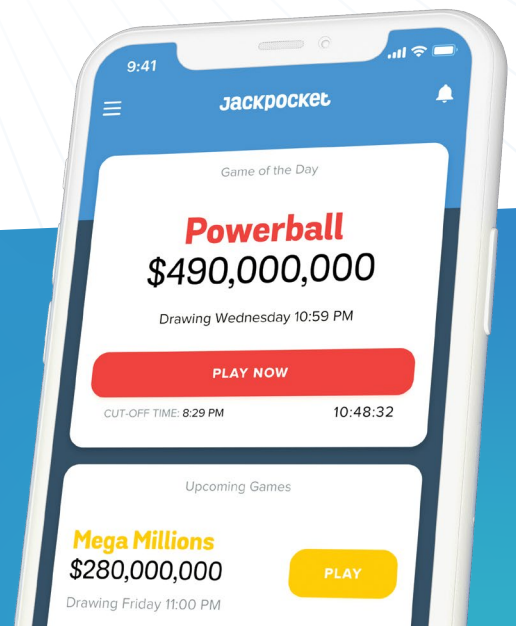 9:41
Jackpocket
Game of the Day
Powerball
$490,000,000
Drawing Wednesday 10:59 PM
PLAY NOW
CUT-OFF TIME: 8:29 PM 10:48:32
Upcoming Games
Mega Millions
$280,000,000
PLAY
Drawing Friday 11:00 PM